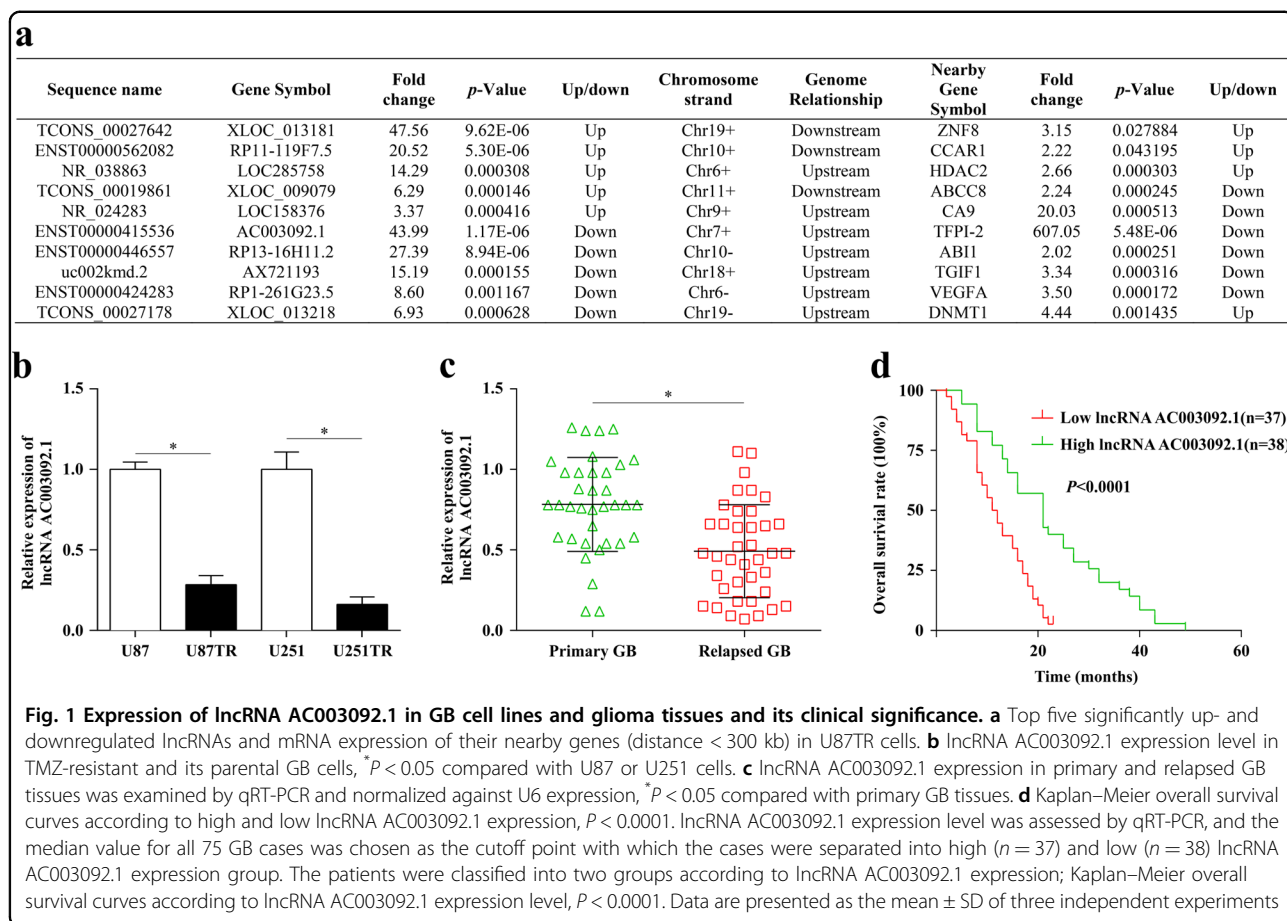 a
Sequence name Gene Symbol Fold change p-Value Up/down Chromosome strand Genome Relationship Nearby Gene Symbol Fold change p-Value Up/down
TCONS_00027642 XLOC_013181 47.56 9.62E-06 Up Chr19+ Downstream ZNF8 3.15 0.027884 Up
ENST00000562082 RP11-119F7.5 20.52 5.30E-06 Up Chr10+ Downstream CCAR1 2.22 0.043195 Up
NR_038863 LOC285758 14.29 0.000308 Up Chr6+ Upstream HDAC2 2.66 0.000303 Up
TCONS_00019861 XLOC_009079 6.29 0.000146 Up Chr11+ Downstream ABCC8 2.24 0.000245 Down
NR_024283 LOC158376 3.37 0.000416 Up Chr9+ Upstream CA9 20.03 0.000513 Down
ENST00000415536 AC003092.1 43.99 1.17E-06 Down Chr7+ Upstream TFPI-2 607.05 5.48E-06 Down
ENST00000446557 RP13-16H11.2 27.39 8.94E-06 Down Chr10- Upstream ABI1 2.02 0.000251 Down
uc002kmd.2 AX721193 15.19 0.000155 Down Chr18+ Upstream TGIF1 3.34 0.000316 Down
ENST00000424283 RP1-261G23.5 8.60 0.001167 Down Chr6- Upstream VEGFA 3.50 0.000172 Down
TCONS_00027178 XLOC_013218 6.93 0.000628 Down Chr19- Upstream DNMT1 4.44 0.001435 Up
b
Relative expression of
lncRNA AC003092.1
1.5
1.0
0.5
0.0
*
*
U87 U87TR U251 U251TR
c
Relative expression of
lncRNA AC003092.1
1.5
1.0
0.5
0.0
*
Primary GB Relapsed GB
d
Overall survival rate (100%)
100
75
50
25
0
Low lncRNA AC003092.1(n=37)
High lncRNA AC003092.1(n=38)
P<0.0001
20 40 60
Time (months)
Fig. 1 Expression of lncRNA AC003092.1 in GB cell lines and glioma tissues and its clinical significance. a Top five significantly up- and
downregulated lncRNAs and mRNA expression of their nearby genes (distance < 300 kb) in U87TR cells. b lncRNA AC003092.1 expression level in
TMZ-resistant and its parental GB cells, *P < 0.05 compared with U87 or U251 cells. c lncRNA AC003092.1 expression in primary and relapsed GB
tissues was examined by qRT-PCR and normalized against U6 expression, *P < 0.05 compared with primary GB tissues. d Kaplan–Meier overall survival
curves according to high and low lncRNA AC003092.1 expression, P < 0.0001. lncRNA AC003092.1 expression level was assessed by qRT-PCR, and the
median value for all 75 GB cases was chosen as the cutoff point with which the cases were separated into high (n = 37) and low (n = 38) lncRNA
AC003092.1 expression group. The patients were classified into two groups according to lncRNA AC003092.1 expression; Kaplan–Meier overall
survival curves according to lncRNA AC003092.1 expression level, P < 0.0001. Data are presented as the mean ± SD of three independent experiments